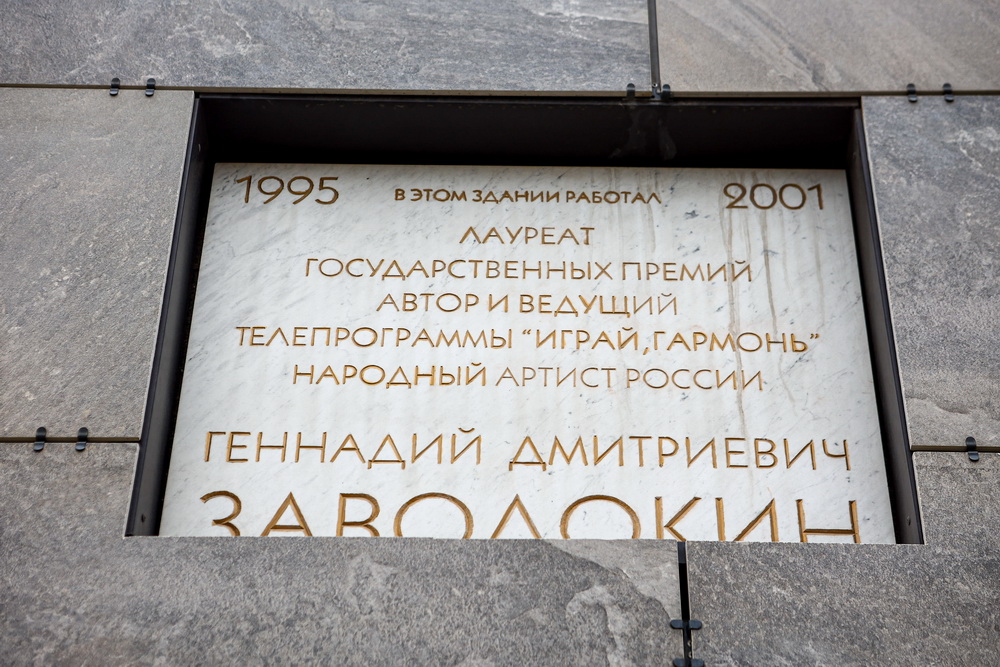 1995 В ЭТОМ ЗДАНИИ РАБОТАЛ 2001
ЛАУРЕАТ
ГОСУДАРСТВЕННЫХ ПРЕМИЙ
АВТОР И ВЕДУЩИЙ
ТЕЛЕПРОГРАММЫ “ИГРАЙ, ГАРМОНЬ”
НАРОДНЫЙ АРТИСТ РОССИИ
ГЕННАДИЙ ДМИТРИЕВИЧ
ЗАВОЛОКИН